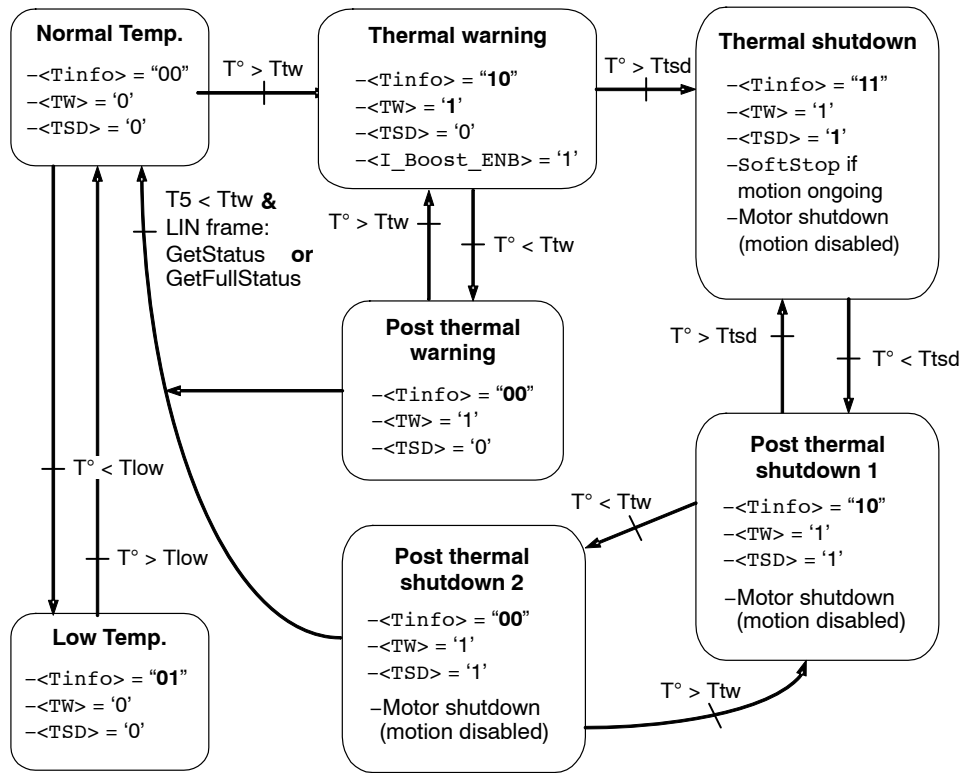 Normal Temp.
–<Tinfo> = “00”
–<TW> = ‘0’
–<TSD> = ‘0’
T° > Ttw
Thermal warning
–<Tinfo> = “10”
–<TW> = ‘1’
–<TSD> = ‘0’
–<I_Boost_ENB> = ‘1’
T° > Ttsd
Thermal shutdown
–<Tinfo> = “11”
–<TW> = ‘1’
–<TSD> = ‘1’
–SoftStop if
motion ongoing
–Motor shutdown
(motion disabled)
T5 < Ttw &
LIN frame:
GetStatus or
GetFullStatus
T° > Ttw
T° < Ttw
Post thermal
warning
–<Tinfo> = “00”
–<TW> = ‘1’
–<TSD> = ‘0’
T° > Ttsd
T° < Ttsd
Post thermal
shutdown 1
–<Tinfo> = “10”
–<TW> = ‘1’
–<TSD> = ‘1’
–Motor shutdown
(motion disabled)
T° < Tlow
T° > Tlow
T° < Ttw
Post thermal
shutdown 2
–<Tinfo> = “00”
–<TW> = ‘1’
–<TSD> = ‘1’
–Motor shutdown
(motion disabled)
T° > Ttw
Low Temp.
–<Tinfo> = “01”
–<TW> = ‘0’
–<TSD> = ‘0’